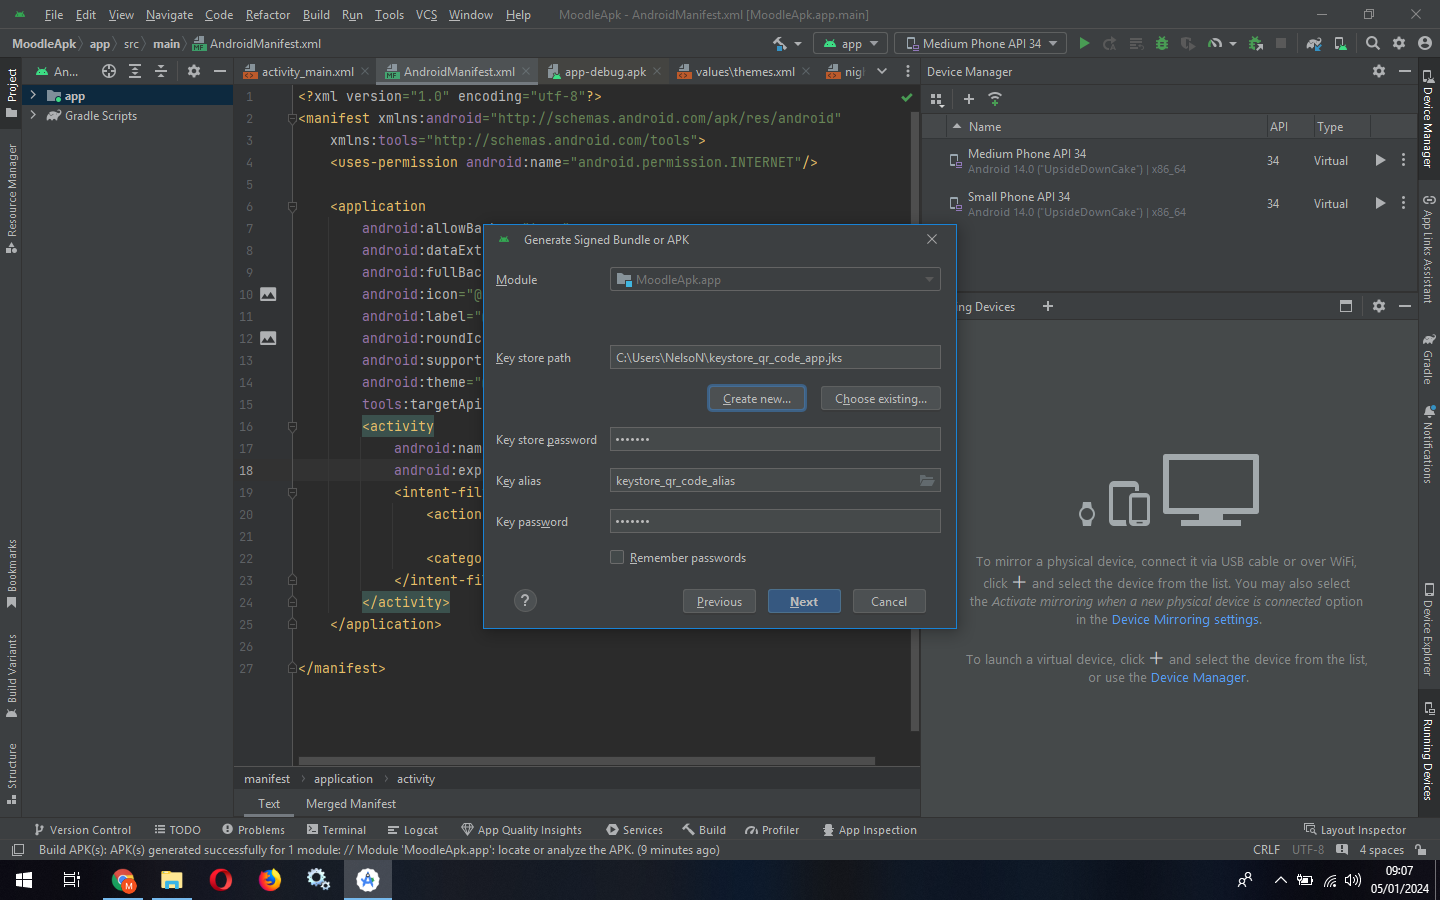 File Edit View Navigate Code Refactor Build Run Tools VCS Window Help MoodleApk - AndroidManifest.xml [MoodleApk.app.main]
MoodleApk app src main AndroidManifest.xml app Medium Phone API 34
Project
Resource Manager
Bookmarks
Build Variants
Structure
An...
app
Gradle Scripts
activity_main.xml AndroidManifest.xml app-debug.apk values\themes.xml
1 <?xml version="1.0" encoding="utf-8"?>
2 <manifest xmlns:android="http://schemas.android.com/apk/res/android"
3 xmlns:tools="http://schemas.android.com/tools">
4 <uses-permission android:name="android.permission.INTERNET"/>
5
6 <application
7 android:allowBa
8 android:dataExt
9 android:fullBac
10 android:icon="@
11 android:label="
12 android:roundIc
13 android:support
14 android:theme="
15 tools:targetApi
16 <activity
17 android:nam
18 android:exp
19 <intent-fil
20 <action
21
22 <catego
23 </intent-fi
24 </activity>
25 </application>
26
27 </manifest>
manifest application activity
Text Merged Manifest
Generate Signed Bundle or APK
Module MoodleApk.app
Key store path C:\Users\NelsoN\keystore_qr_code_app.jks
Create new... Choose existing...
Key store password •••••••
Key alias keystore_qr_code_alias
Key password •••••••
Remember passwords
? Previous Next Cancel
Device Manager
Name API Type
Medium Phone API 34 34 Virtual
Android 14.0 ("UpsideDownCake") | x86_64
Small Phone API 34 34 Virtual
Android 14.0 ("UpsideDownCake") | x86_64
ng Devices
To mirror a physical device, connect it via USB cable or over WiFi,
click + and select the device from the list. You may also select
the Activate mirroring when a new physical device is connected option
in the Device Mirroring settings.
To launch a virtual device, click + and select the device from the list,
or use the Device Manager.
Device Manager
App Links Assistant
Gradle
Notifications
Device Explorer
Running Devices
Version Control TODO Problems Terminal Logcat App Quality Insights Services Build Profiler App Inspection Layout Inspector
Build APK(s): APK(s) generated successfully for 1 module: // Module 'MoodleApk.app': locate or analyze the APK. (9 minutes ago) CRLF UTF-8 4 spaces
M
09:07
05/01/2024